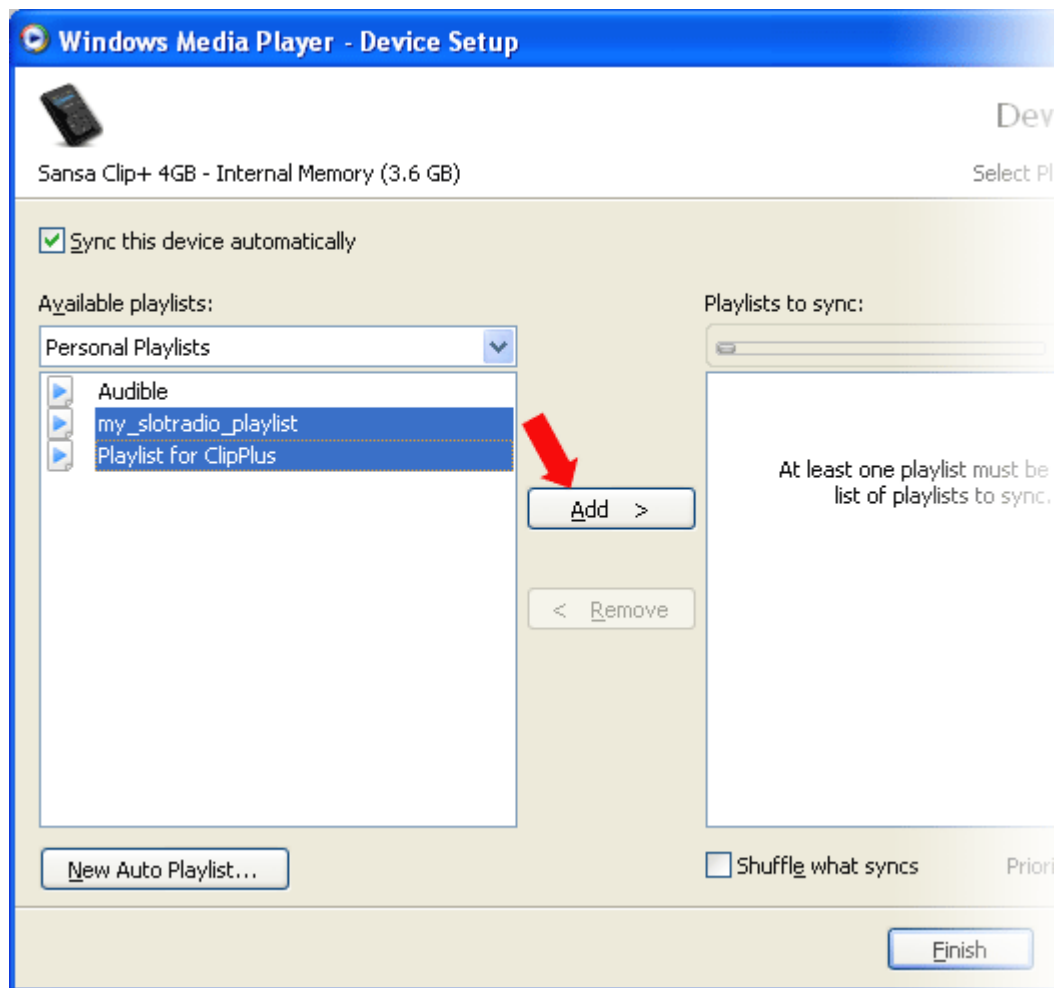 Windows Media Player - Device Setup
Dev
Sansa Clip+ 4GB - Internal Memory (3.6 GB)
Select Pl
Sync this device automatically
Available playlists:
Playlists to sync:
Personal Playlists
Audible
my_slotradio_playlist
Playlist for ClipPlus
Add >
At least one playlist must be
list of playlists to sync.
< Remove
New Auto Playlist...
Shuffle what syncs
Priori
Finish